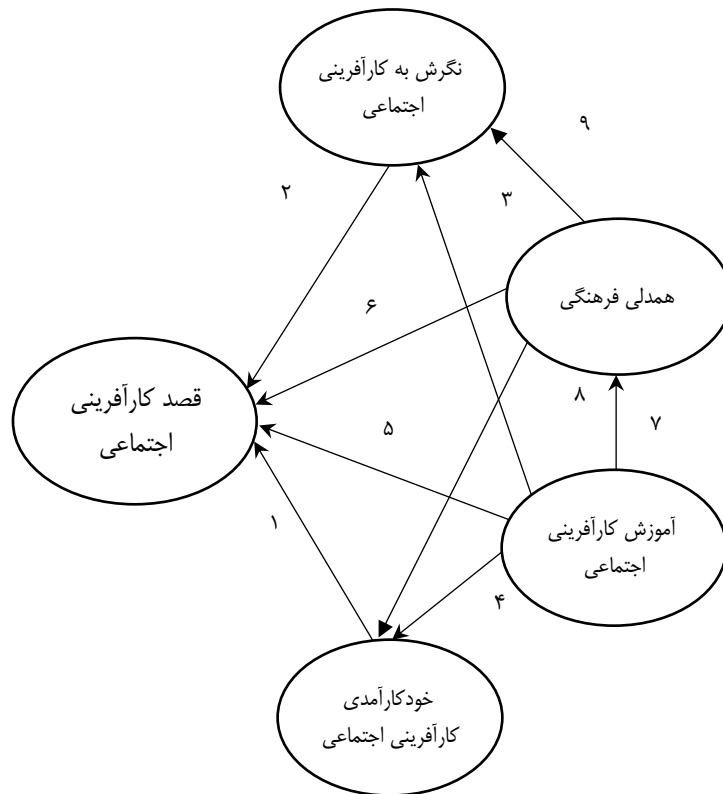 نگرش به کارآفرینی
اجتماعی
۹
۲
۳
همدلی فرهنگی
۶
قصد کارآفرینی
اجتماعی
۸
۷
۵
۱
آموزش کارآفرینی
اجتماعی
۴
خودکارآمدی
کارآفرینی اجتماعی